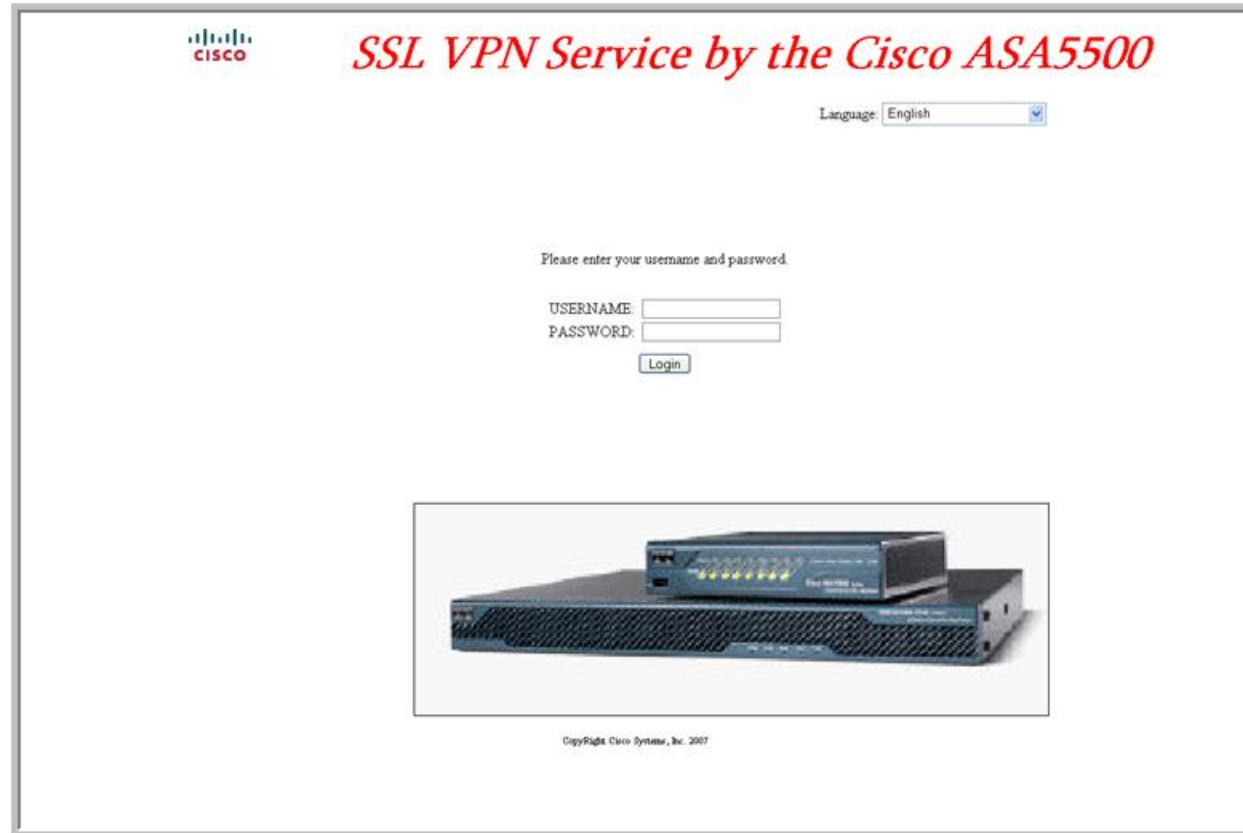 CISCO
SSL VPN Service by the Cisco ASA5500
Language: English
Please enter your username and password.
USERNAME:
PASSWORD:
Login
CopyRight Cisco Systems, Inc. 2007